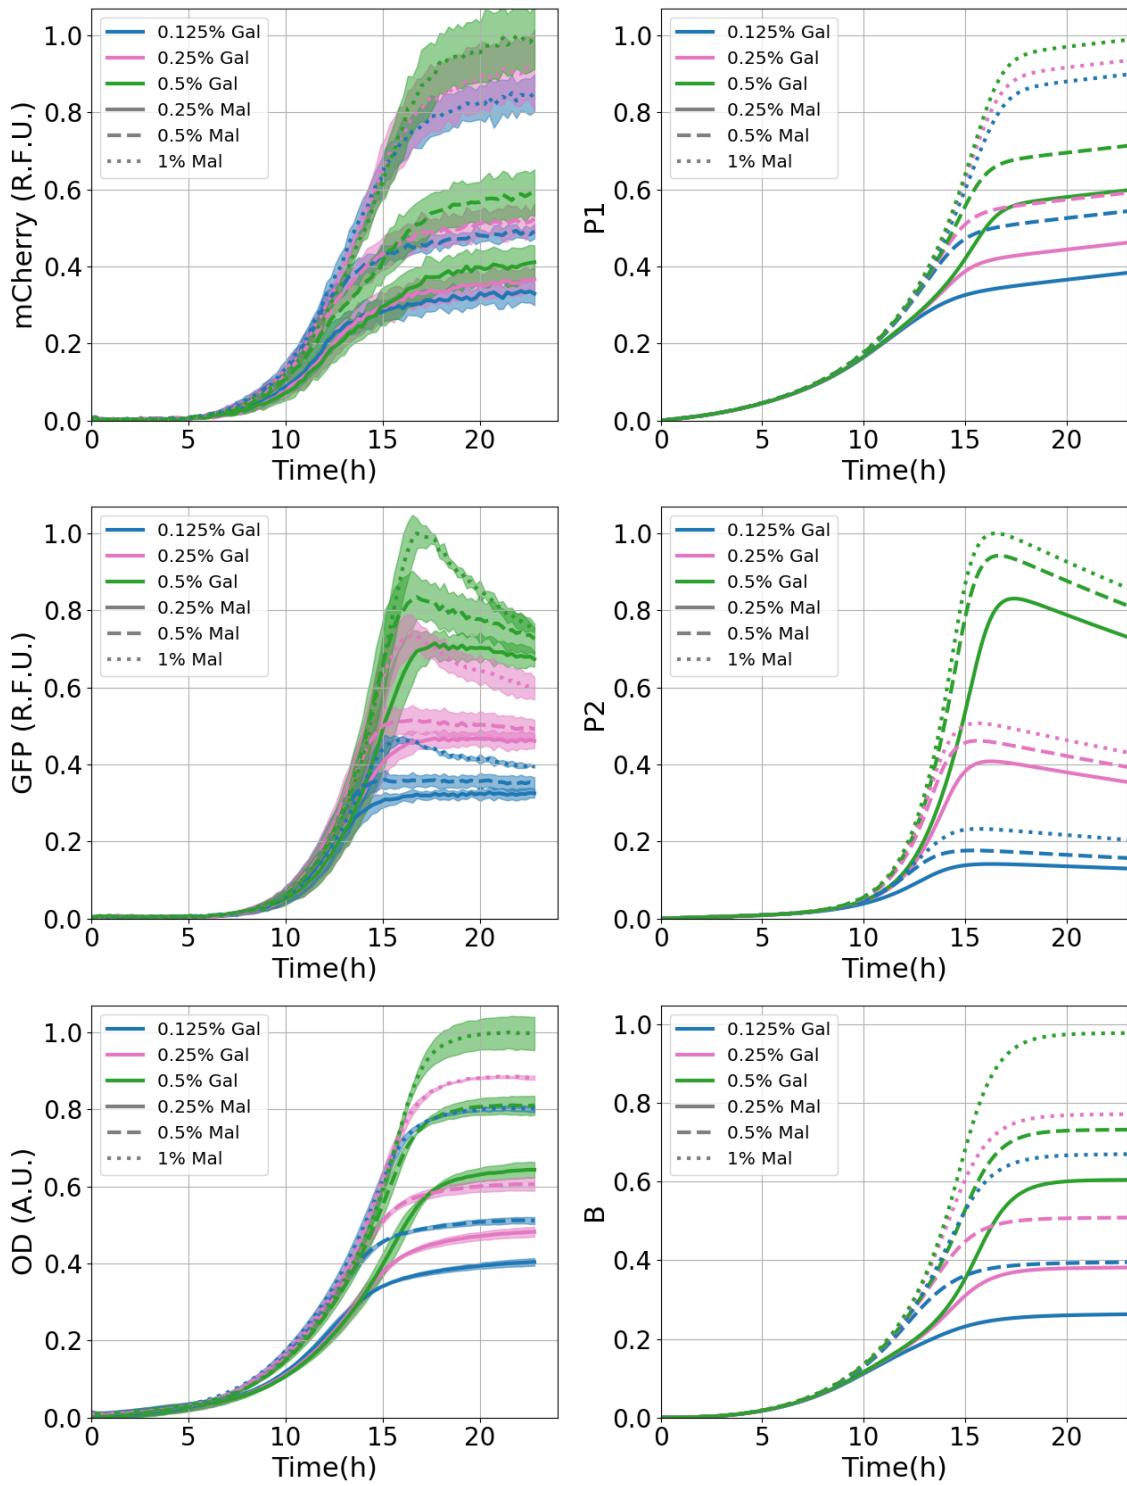 mCherry (R.F.U.)
1.0
0.8
0.6
0.4
0.2
0.0
0.125% Gal
0.25% Gal
0.5% Gal
0.25% Mal
0.5% Mal
1% Mal
0 5 10 15 20
Time(h)
P1
1.0
0.8
0.6
0.4
0.2
0.0
0.125% Gal
0.25% Gal
0.5% Gal
0.25% Mal
0.5% Mal
1% Mal
0 5 10 15 20
Time(h)
GFP (R.F.U.)
1.0
0.8
0.6
0.4
0.2
0.0
0.125% Gal
0.25% Gal
0.5% Gal
0.25% Mal
0.5% Mal
1% Mal
0 5 10 15 20
Time(h)
P2
1.0
0.8
0.6
0.4
0.2
0.0
0.125% Gal
0.25% Gal
0.5% Gal
0.25% Mal
0.5% Mal
1% Mal
0 5 10 15 20
Time(h)
OD (A.U.)
1.0
0.8
0.6
0.4
0.2
0.0
0.125% Gal
0.25% Gal
0.5% Gal
0.25% Mal
0.5% Mal
1% Mal
0 5 10 15 20
Time(h)
B
1.0
0.8
0.6
0.4
0.2
0.0
0.125% Gal
0.25% Gal
0.5% Gal
0.25% Mal
0.5% Mal
1% Mal
0 5 10 15 20
Time(h)